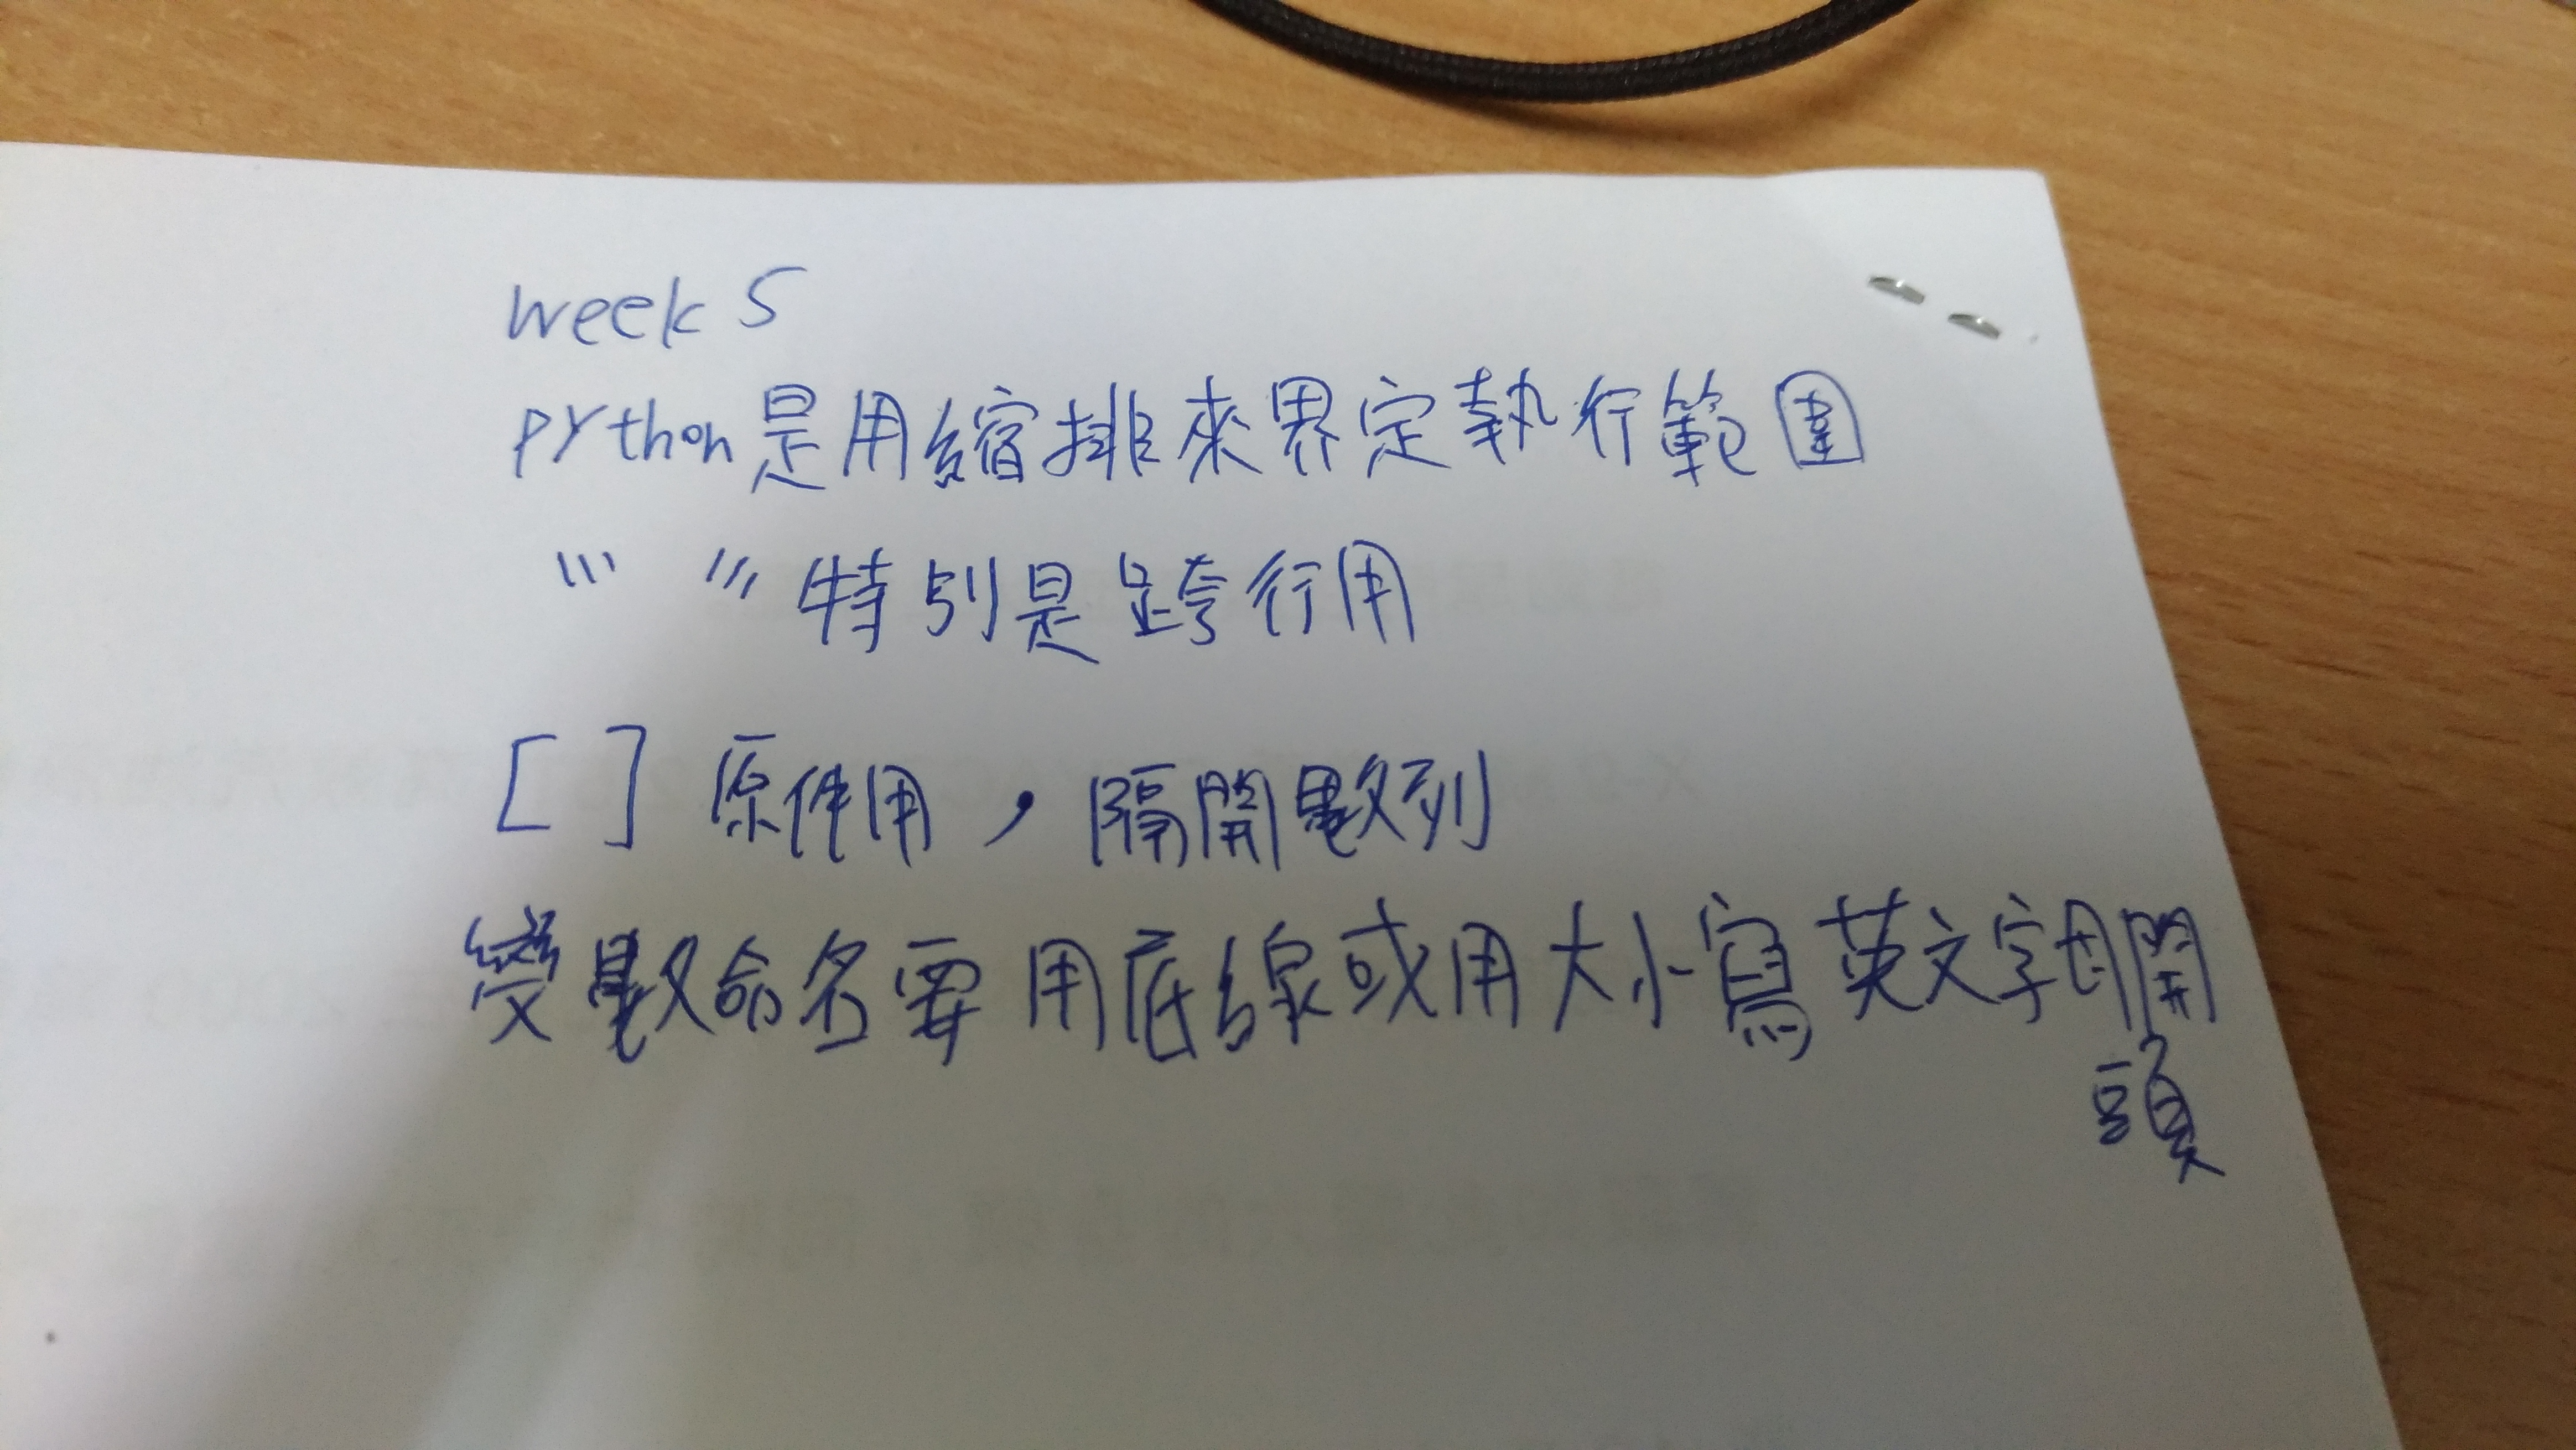 week 5
python是用縮排來界定執行範圍
''' '''特別是跨行用
[ ] 原件用，隔開數列
變數命名要用底線或用大小寫英文字母開
頭